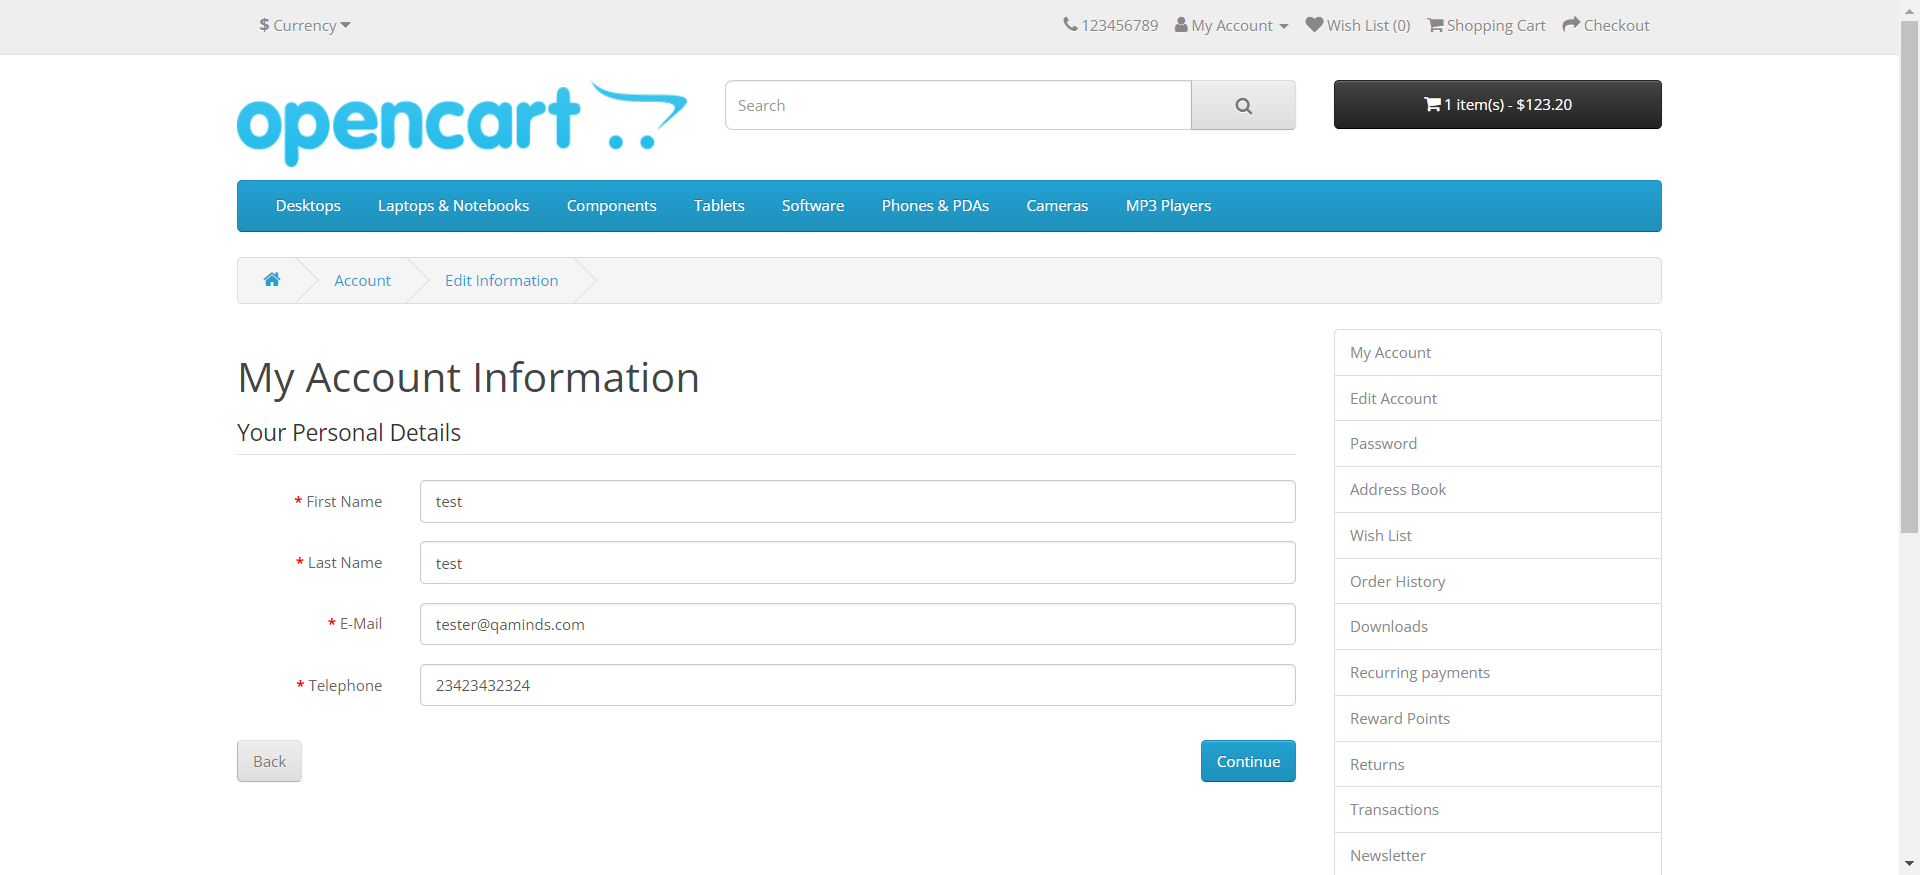 $ Currency 123456789 My Account Wish List (0) Shopping Cart Checkout
opencart
Search
1 item(s) - $123.20
Desktops Laptops & Notebooks Components Tablets Software Phones & PDAs Cameras MP3 Players
Account Edit Information
My Account Information
Your Personal Details
* First Name test
* Last Name test
* E-Mail tester@qaminds.com
* Telephone 23423432324
Back Continue
My Account
Edit Account
Password
Address Book
Wish List
Order History
Downloads
Recurring payments
Reward Points
Returns
Transactions
Newsletter